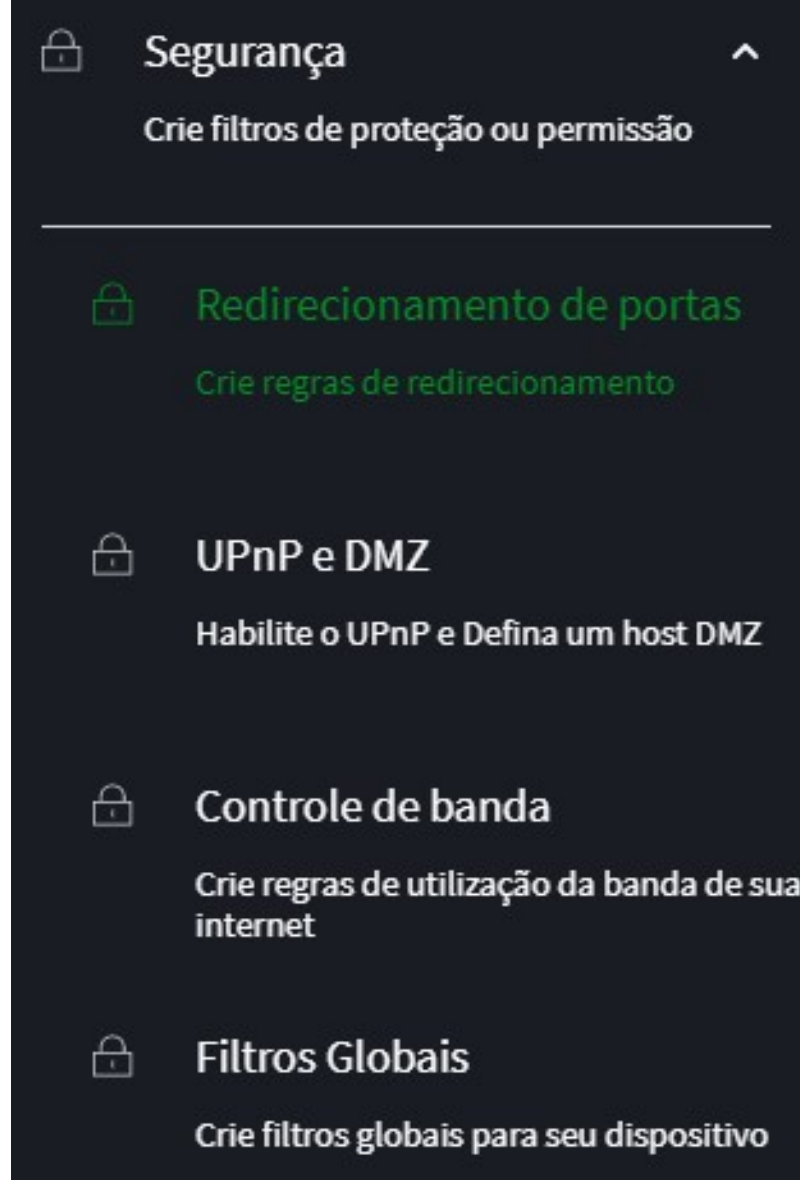 Segurança
Crie filtros de proteção ou permissão
Redirecionamento de portas
Crie regras de redirecionamento
UPnP e DMZ
Habilite o UPnP e Defina um host DMZ
Controle de banda
Crie regras de utilização da banda de sua
internet
Filtros Globais
Crie filtros globais para seu dispositivo